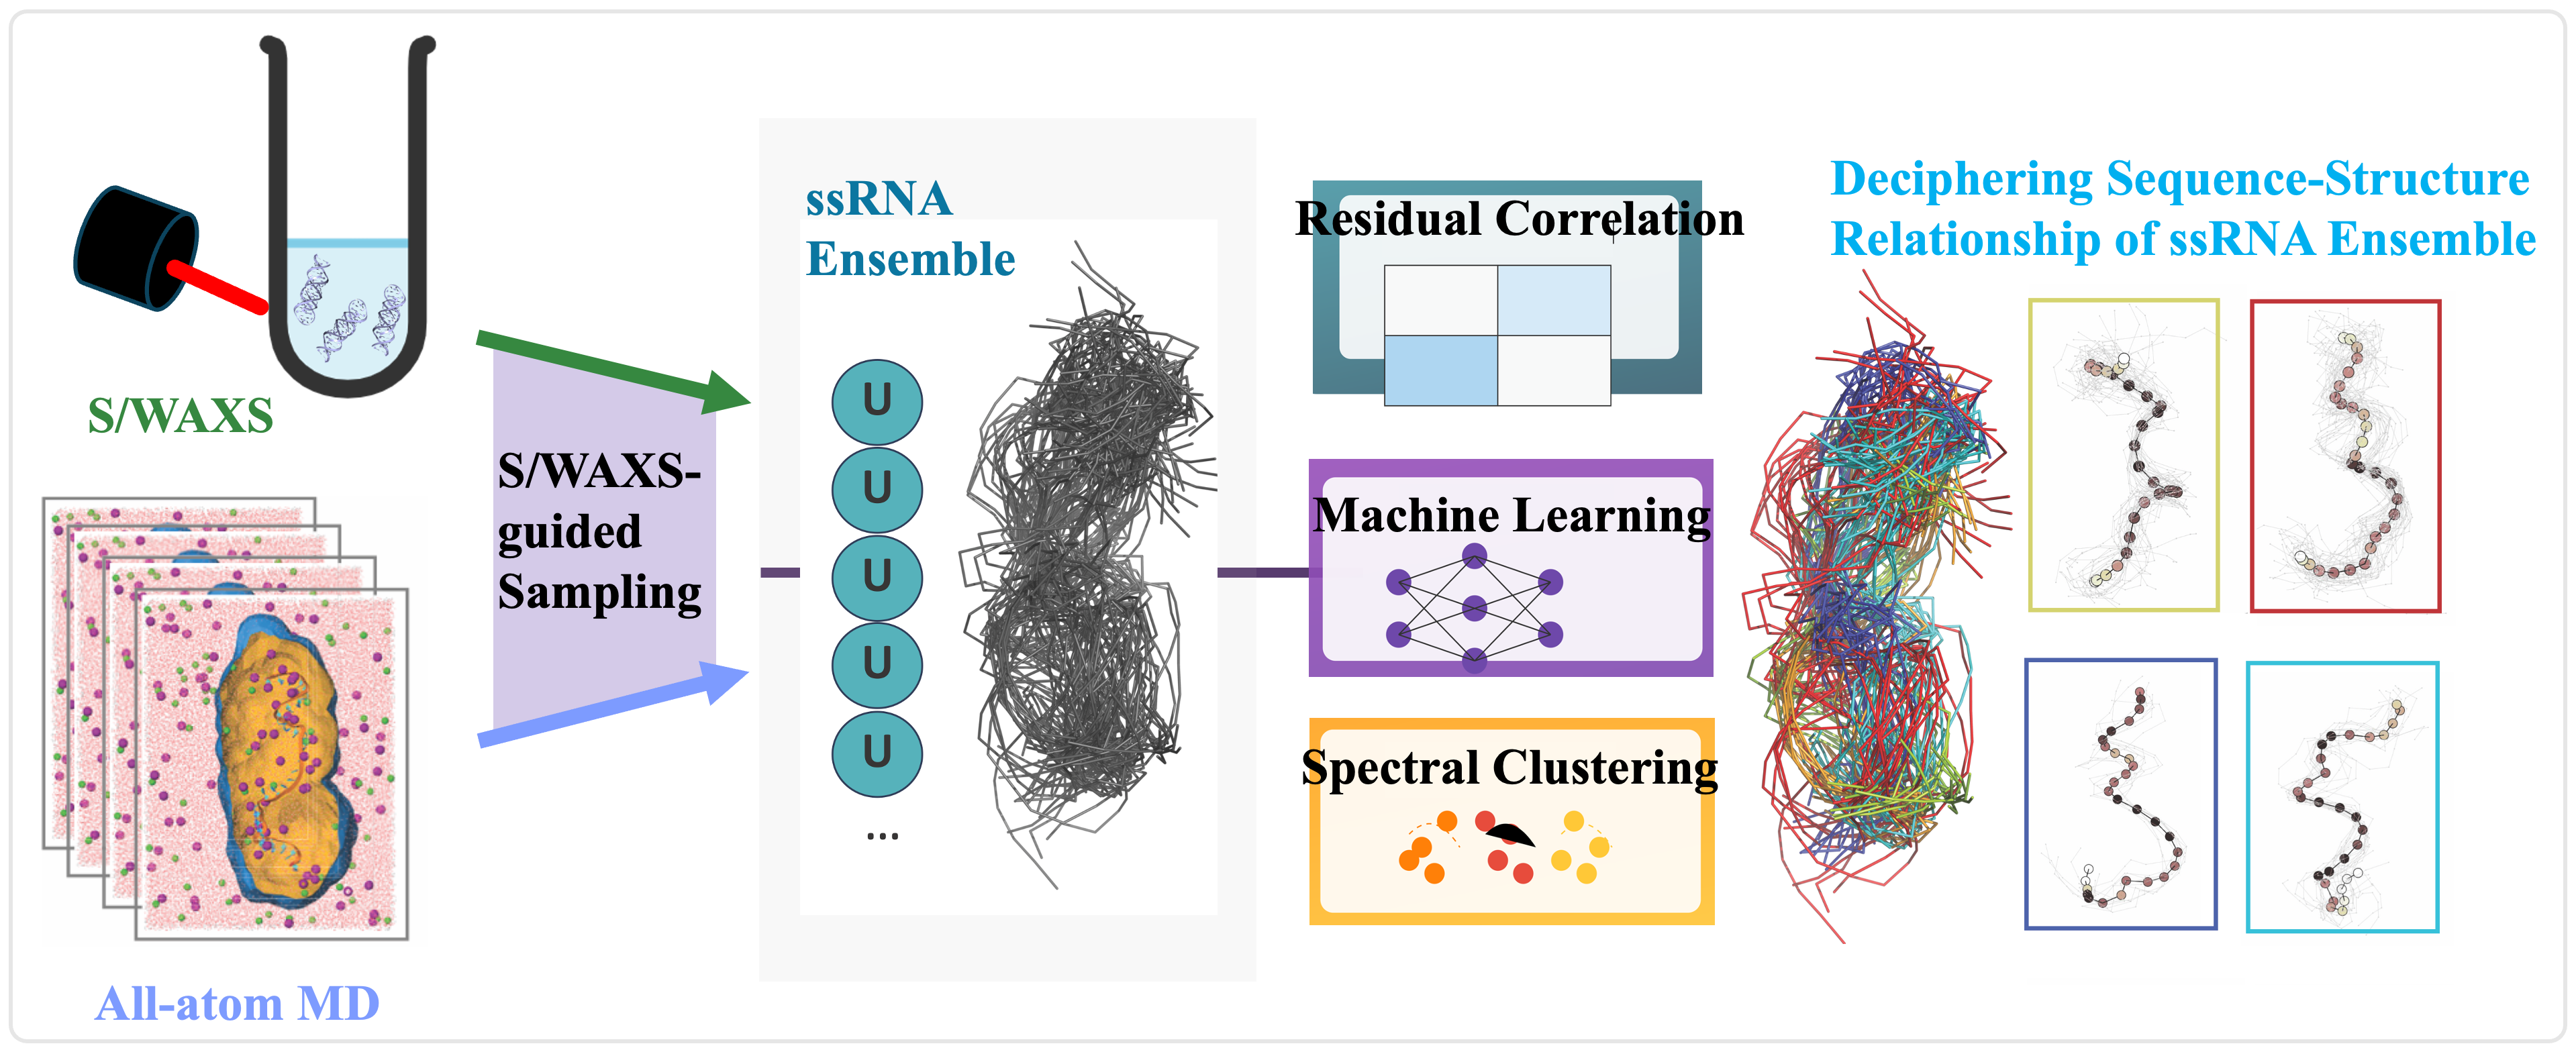 S/WAXS
All-atom MD
S/WAXS-
guided
Sampling
ssRNA
Ensemble
U
U
U
U
U
...
Residual Correlation
Machine Learning
Spectral Clustering
Deciphering Sequence-Structure
Relationship of ssRNA Ensemble